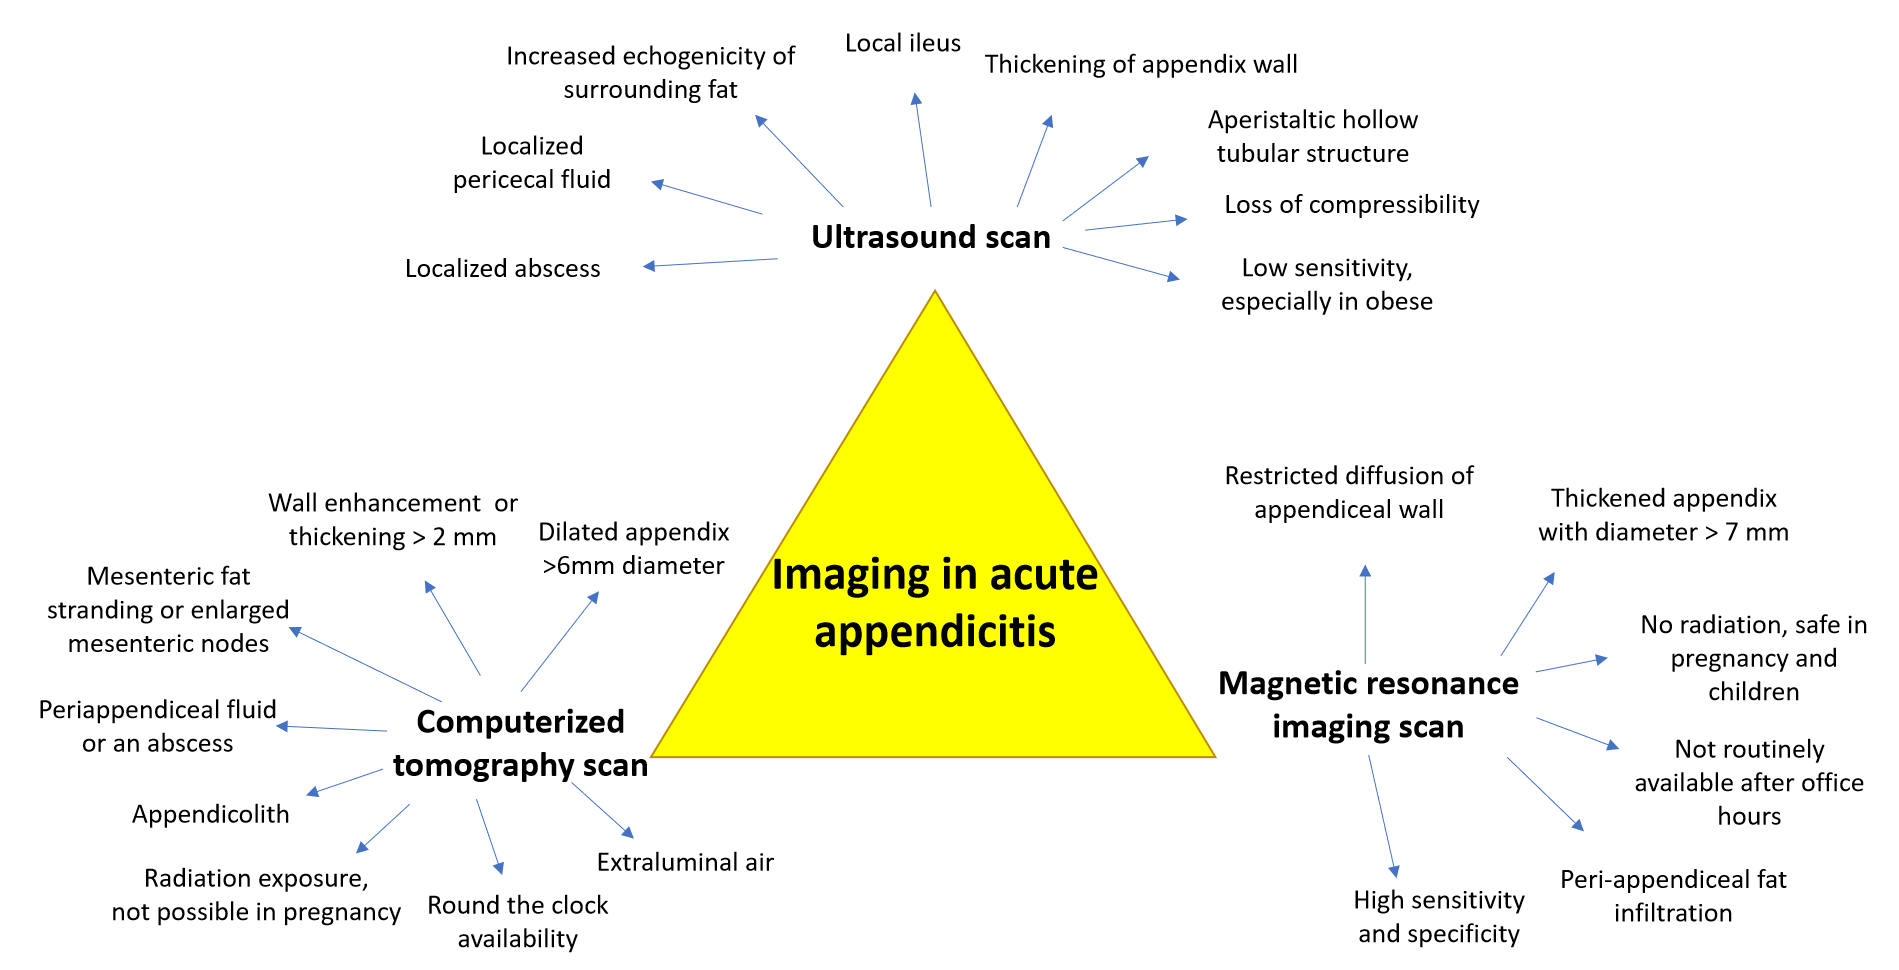 Local ileus
Increased echogenicity of
surrounding fat
Thickening of appendix wall
Aperistaltic hollow
tubular structure
Localized
pericecal fluid
Loss of compressibility
Ultrasound scan
Localized abscess
Low sensitivity,
especially in obese
Imaging in acute
appendicitis
Wall enhancement  or
thickening > 2 mm
Dilated appendix
>6mm diameter
Mesenteric fat
stranding or enlarged
mesenteric nodes
Periappendiceal fluid
or an abscess
Computerized
tomography scan
Appendicolith
Radiation exposure,
not possible in pregnancy
Round the clock
availability
Extraluminal air
Restricted diffusion of
appendiceal wall
Thickened appendix
with diameter > 7 mm
No radiation, safe in
pregnancy and
children
Magnetic resonance
imaging scan
Not routinely
available after office
hours
Peri-appendiceal fat
infiltration
High sensitivity
and specificity